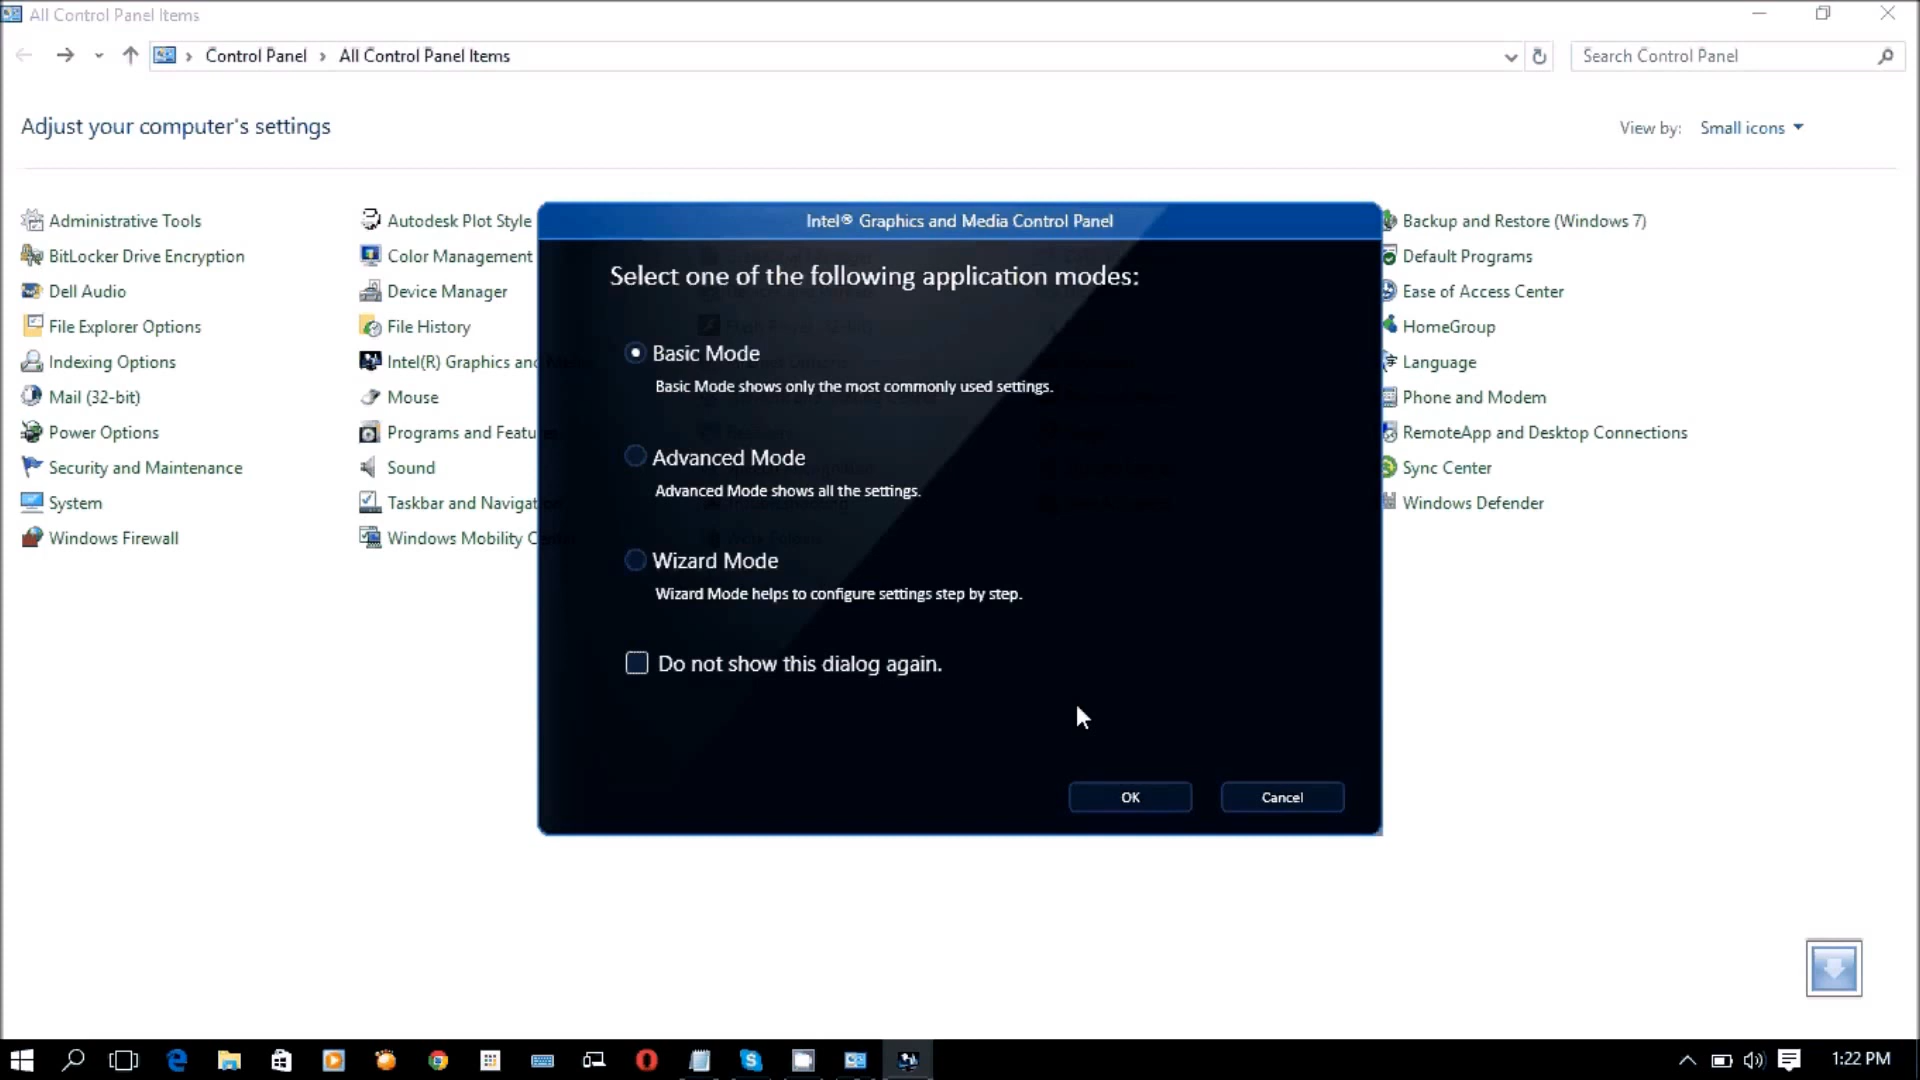 All Control Panel Items
Control Panel › All Control Panel Items
Search Control Panel
Adjust your computer's settings
View by: Small icons
Administrative Tools
Autodesk Plot Style
Backup and Restore (Windows 7)
BitLocker Drive Encryption
Color Management
Default Programs
Dell Audio
Device Manager
Ease of Access Center
File Explorer Options
File History
HomeGroup
Indexing Options
Intel(R) Graphics and
Language
Mail (32-bit)
Mouse
Phone and Modem
Power Options
Programs and Featu
RemoteApp and Desktop Connections
Security and Maintenance
Sound
Sync Center
System
Taskbar and Navigat
Windows Defender
Windows Firewall
Windows Mobility C
Intel® Graphics and Media Control Panel
Select one of the following application modes:
Basic Mode
Basic Mode shows only the most commonly used settings.
Advanced Mode
Advanced Mode shows all the settings.
Wizard Mode
Wizard Mode helps to configure settings step by step.
Do not show this dialog again.
OK
Cancel
1:22 PM